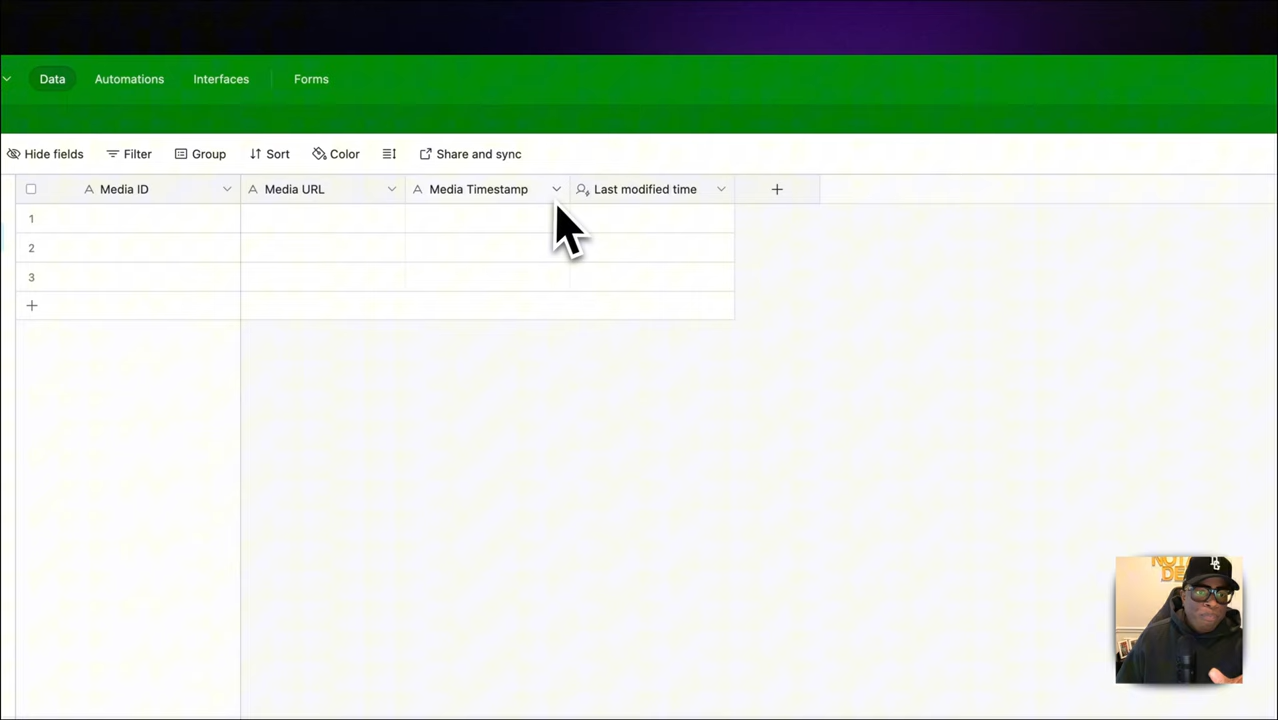 Data Automations Interfaces Forms
Hide fields Filter Group Sort Color Share and sync
A Media ID A Media URL A Media Timestamp Last modified time +
1
2
3
+